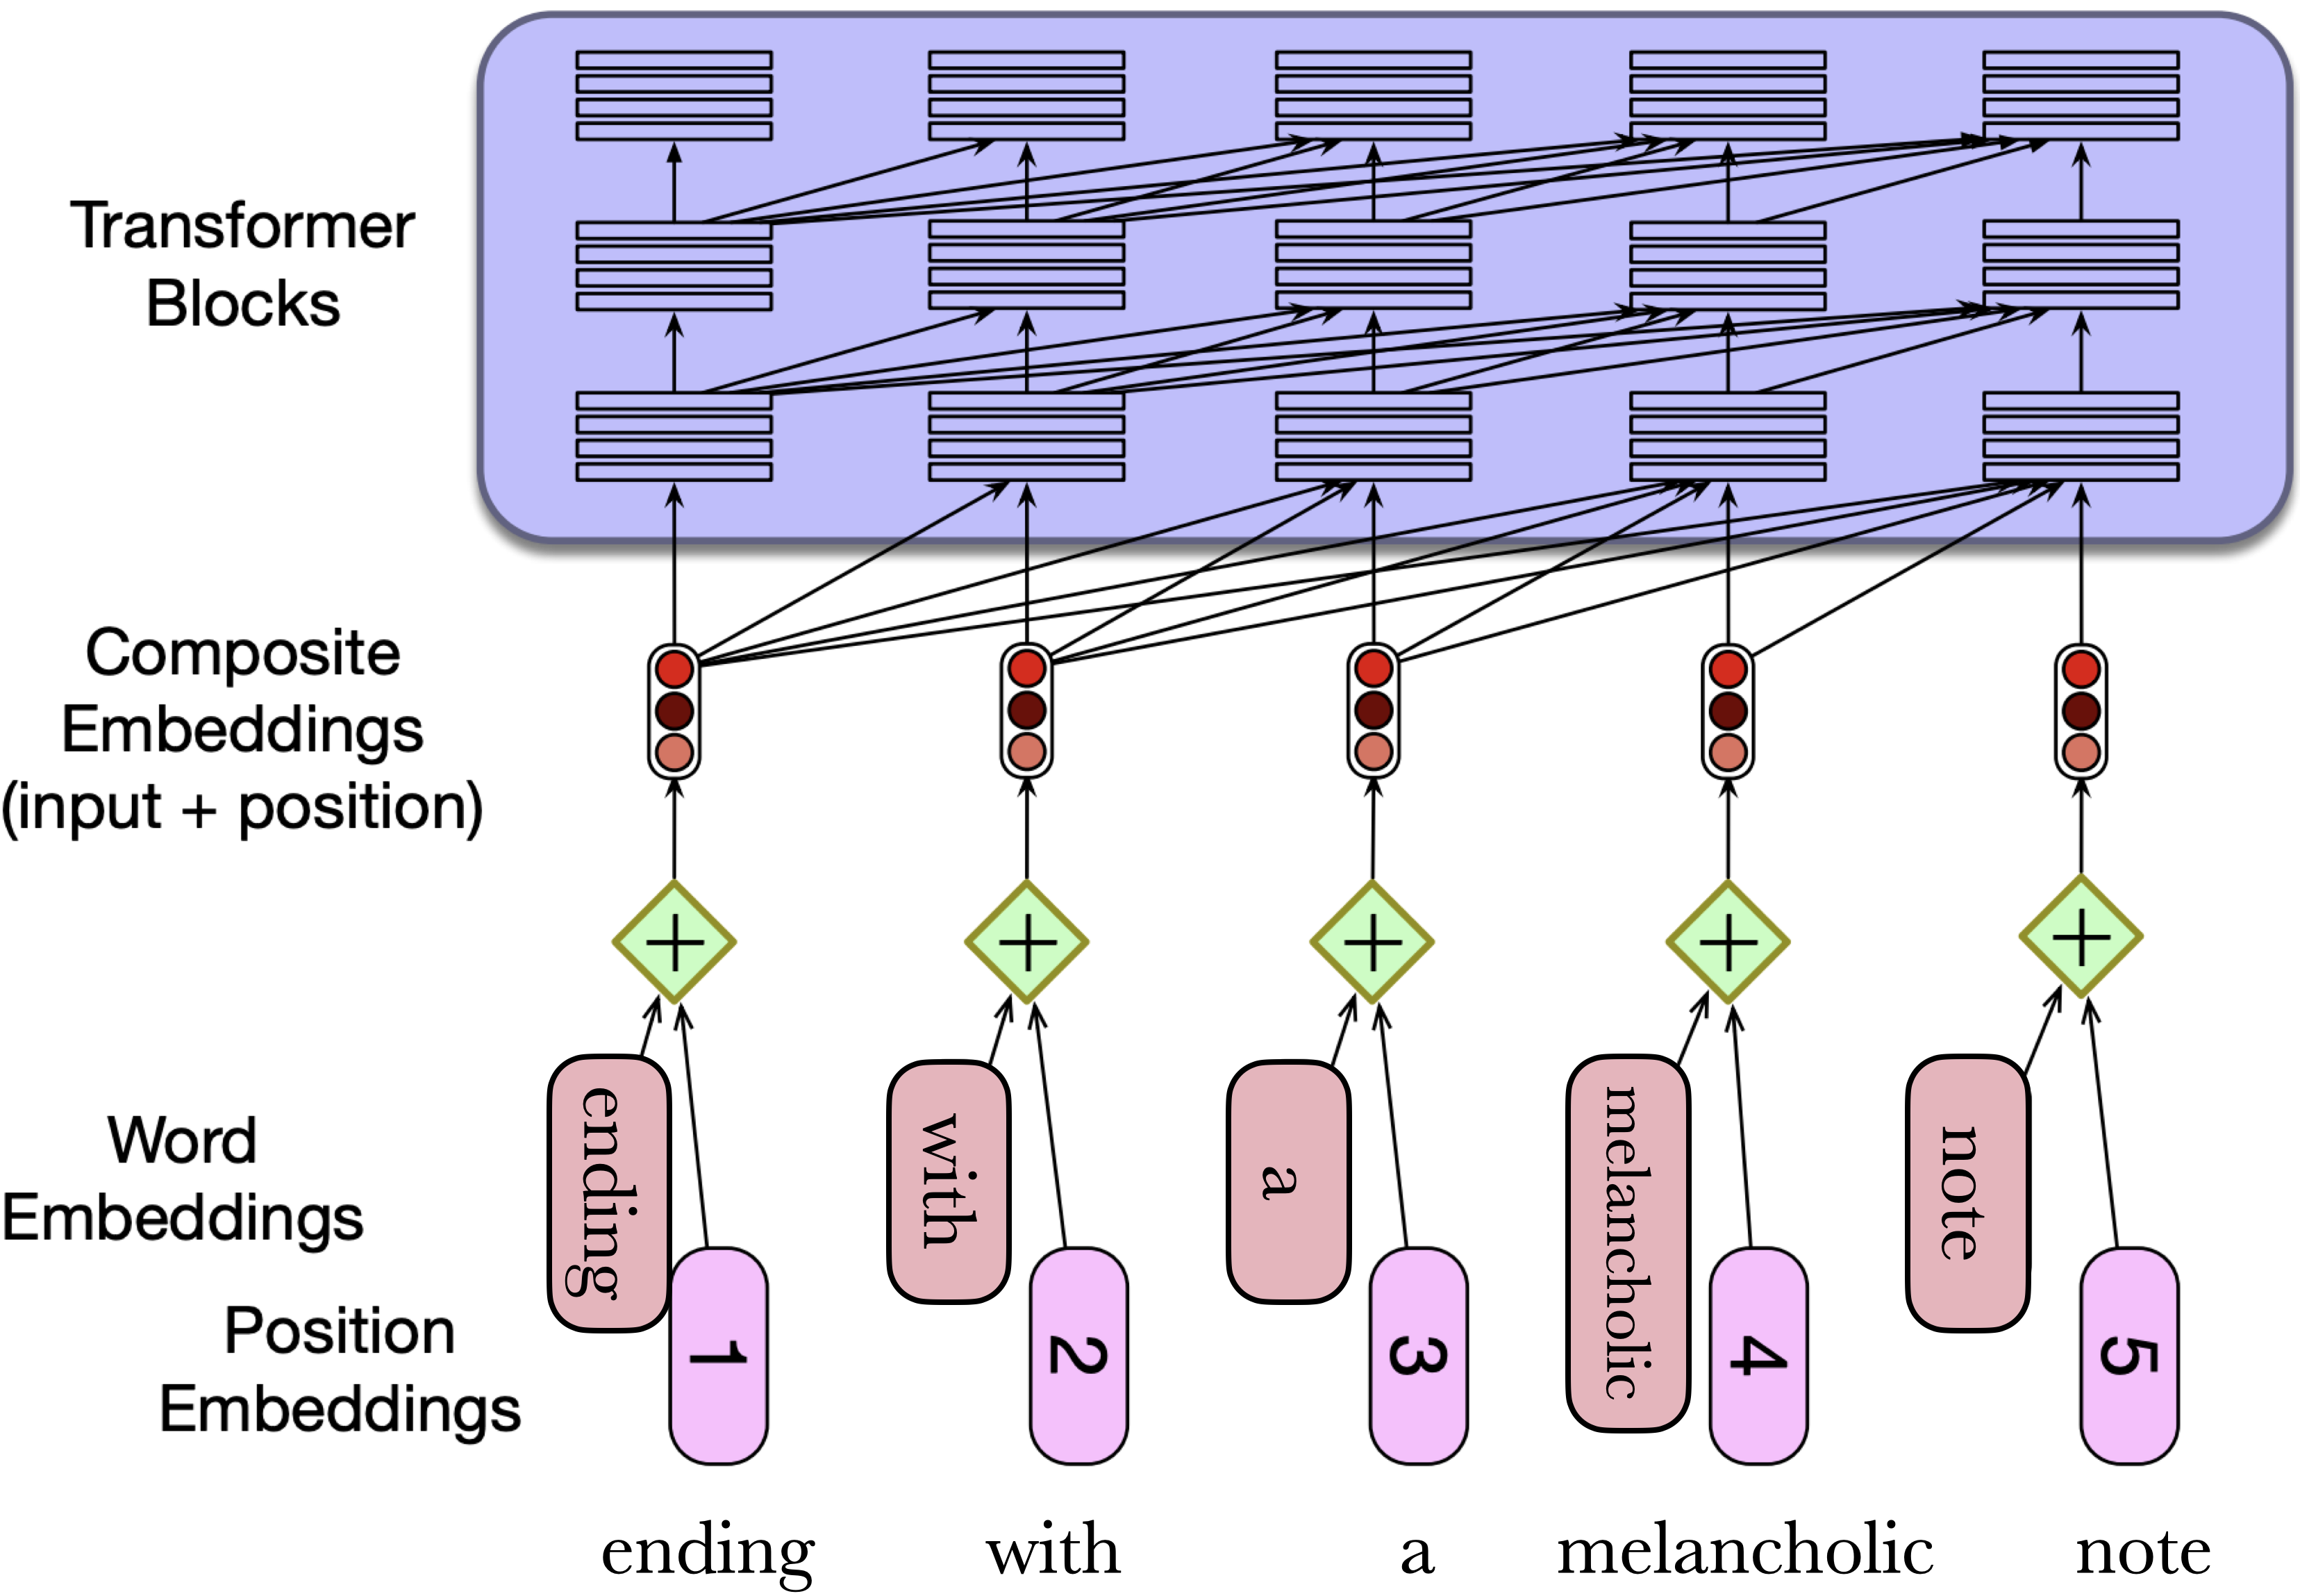 Transformer
Blocks
Composite
Embeddings
(input + position)
+ + + + +
Word
Embeddings
ending with a melancholic note
Position
Embeddings
1 2 3 4 5
ending with a melancholic note